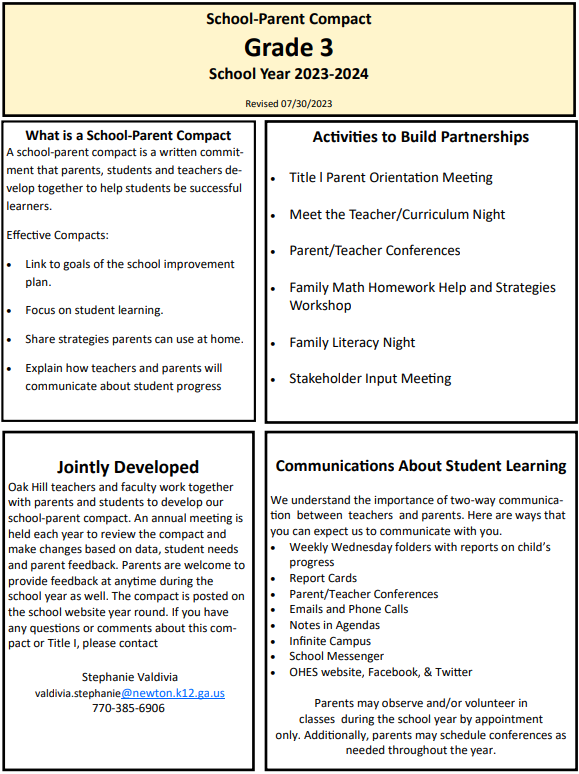 School-Parent Compact
Grade 3
School Year 2023-2024
Revised 07/30/2023
What is a School-Parent Compact
A school-parent compact is a written commit-
ment that parents, students and teachers de-
velop together to help students be successful
learners.
Effective Compacts:
• Link to goals of the school improvement
plan.
• Focus on student learning.
• Share strategies parents can use at home.
• Explain how teachers and parents will
communicate about student progress
Activities to Build Partnerships
• Title l Parent Orientation Meeting
• Meet the Teacher/Curriculum Night
• Parent/Teacher Conferences
• Family Math Homework Help and Strategies
Workshop
• Family Literacy Night
• Stakeholder Input Meeting
Jointly Developed
Oak Hill teachers and faculty work together
with parents and students to develop our
school-parent compact. An annual meeting is
held each year to review the compact and
make changes based on data, student needs
and parent feedback. Parents are welcome to
provide feedback at anytime during the
school year as well. The compact is posted on
the school website year round. If you have
any questions or comments about this com-
pact or Title I, please contact
Stephanie Valdivia
valdivia.stephanie@newton.k12.ga.us
770-385-6906
Communications About Student Learning
We understand the importance of two-way communica-
tion between teachers and parents. Here are ways that
you can expect us to communicate with you.
• Weekly Wednesday folders with reports on child's
progress
• Report Cards
• Parent/Teacher Conferences
• Emails and Phone Calls
• Notes in Agendas
• Infinite Campus
• School Messenger
• OHES website, Facebook, & Twitter
Parents may observe and/or volunteer in
classes during the school year by appointment
only. Additionally, parents may schedule conferences as
needed throughout the year.